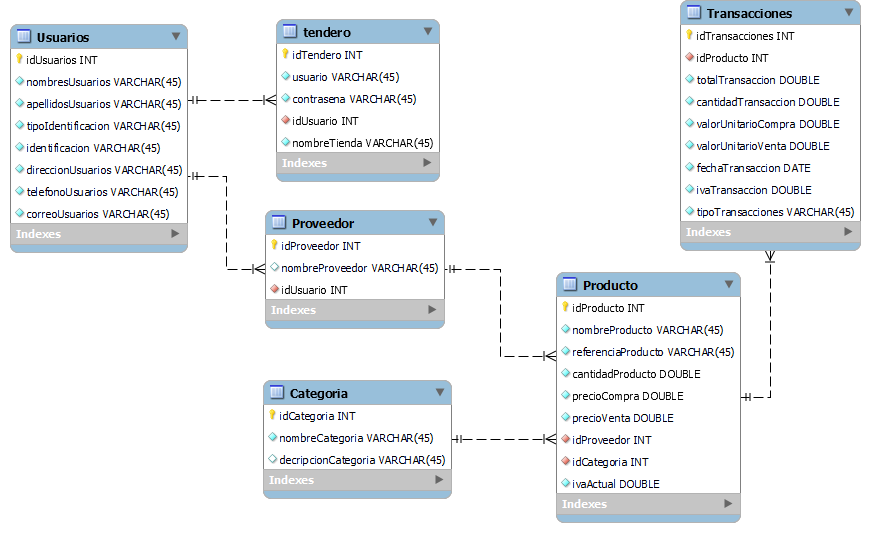 Usuarios
idUsuarios INT
nombresUsuarios VARCHAR(45)
apellidosUsuarios VARCHAR(45)
tipoIdentificacion VARCHAR(45)
identificacion VARCHAR(45)
direccionUsuarios VARCHAR(45)
telefonoUsuarios VARCHAR(45)
correoUsuarios VARCHAR(45)
Indexes
tendero
idTendero INT
usuario VARCHAR(45)
contrasena VARCHAR(45)
idUsuario INT
nombreTienda VARCHAR(45)
Indexes
Transacciones
idTransacciones INT
idProducto INT
totalTransaccion DOUBLE
cantidadTransaccion DOUBLE
valorUnitarioCompra DOUBLE
valorUnitarioVenta DOUBLE
fechaTransaccion DATE
ivaTransaccion DOUBLE
tipoTransacciones VARCHAR(45)
Indexes
Proveedor
idProveedor INT
nombreProveedor VARCHAR(45)
idUsuario INT
Indexes
Producto
idProducto INT
nombreProducto VARCHAR(45)
referenciaProducto VARCHAR(45)
cantidadProducto DOUBLE
precioCompra DOUBLE
precioVenta DOUBLE
idProveedor INT
idCategoria INT
ivaActual DOUBLE
Indexes
Categoria
idCategoria INT
nombreCategoria VARCHAR(45)
decripcionCategoria VARCHAR(45)
Indexes